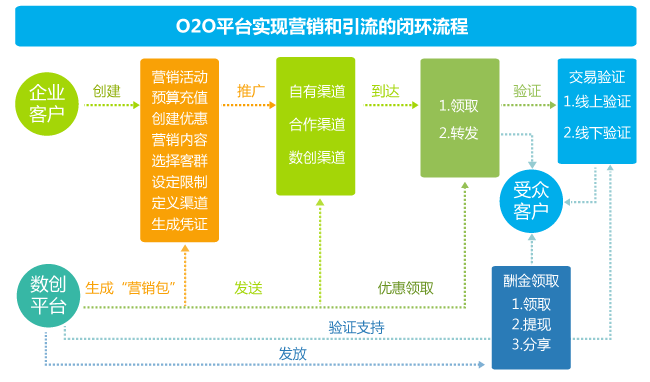 O2O平台实现营销和引流的闭环流程
企业
客户
创建
营销活动
预算充值
创建优惠
营销内容
选择客群
设定限制
定义渠道
生成凭证
推广
自有渠道
合作渠道
数创渠道
到达
1.领取
2.转发
验证
交易验证
1.线上验证
2.线下验证
受众
客户
数创
平台
生成“营销包”
发送
优惠领取
酬金领取
1.领取
2.提现
3.分享
验证支持
发放